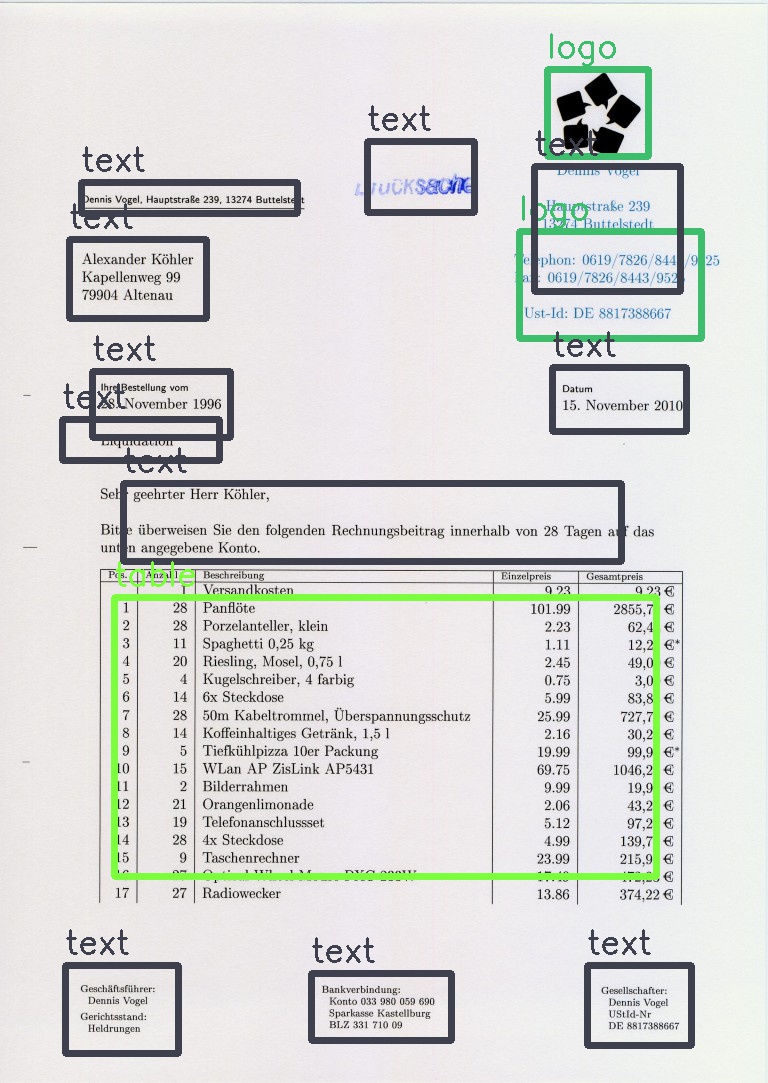 logo
text
text
text
Dennis Vogel
Dennis Vogel, Hauptstraße 239, 13274 Buttelstedt
Drucksache
logo
Hauptstraße 239
13274 Buttelstedt
text
Alexander Köhler
Kapellenweg 99
79904 Altenau
Telephon: 0619/7826/8443/9525
Fax: 0619/7826/8443/9525
Ust-Id: DE 8817388667
text
text
Ihre Bestellung vom
28. November 1996
Datum
15. November 2010
text
Liquidation
text
Sehr geehrter Herr Köhler,
Bitte überweisen Sie den folgenden Rechnungsbeitrag innerhalb von 28 Tagen auf das
unten angegebene Konto.
table
Pos. Anzahl Beschreibung Einzelpreis Gesamtpreis
1 Versandkosten 9.23 9,23 €
1 28 Panflöte 101.99 2855,7 €
2 28 Porzelanteller, klein 2.23 62,4 €
3 11 Spaghetti 0,25 kg 1.11 12,2 €*
4 20 Riesling, Mosel, 0,75 l 2.45 49,0 €
5 4 Kugelschreiber, 4 farbig 0.75 3,0 €
6 14 6x Steckdose 5.99 83,8 €
7 28 50m Kabeltrommel, Überspannungsschutz 25.99 727,7 €
8 14 Koffeinhaltiges Getränk, 1,5 l 2.16 30,2 €
9 5 Tiefkühlpizza 10er Packung 19.99 99,9 €*
10 15 WLan AP ZisLink AP5431 69.75 1046,2 €
11 2 Bilderrahmen 9.99 19,9 €
12 21 Orangenlimonade 2.06 43,2 €
13 19 Telefonanschlussset 5.12 97,2 €
14 28 4x Steckdose 4.99 139,7 €
15 9 Taschenrechner 23.99 215,9 €
16 27 Optical Wheel €
17 27 Radiowecker 13.86 374,22 €
text
text
text
Geschäftsführer:
Dennis Vogel
Gerichtsstand:
Heldrungen
Bankverbindung:
Konto 033 980 059 690
Sparkasse Kastellburg
BLZ 331 710 09
Gesellschafter:
Dennis Vogel
UStId-Nr
DE 8817388667